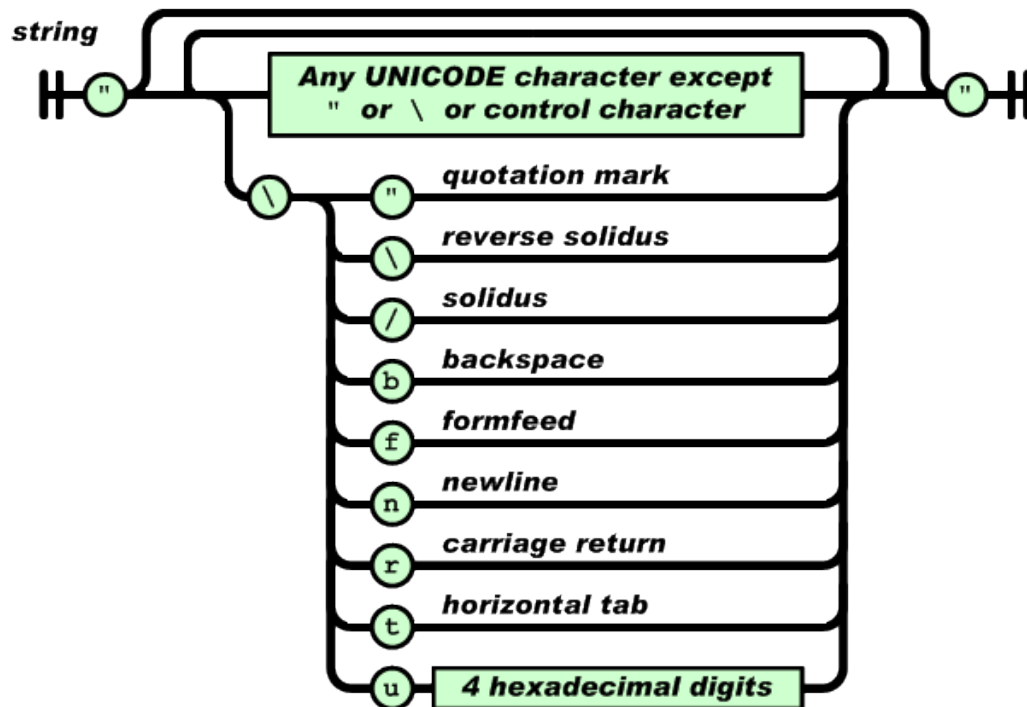 string
"
Any UNICODE character except
" or \ or control character
"
\
" quotation mark
\ reverse solidus
/ solidus
b backspace
f formfeed
n newline
r carriage return
t horizontal tab
u 4 hexadecimal digits